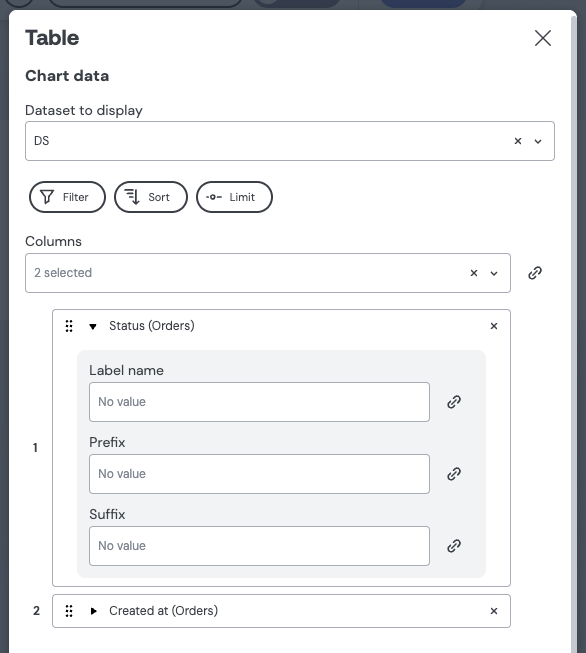 Table
Chart data
Dataset to display
DS
Filter
Sort
Limit
Columns
2 selected
Status (Orders)
Label name
No value
Prefix
No value
1
Suffix
No value
2
Created at (Orders)